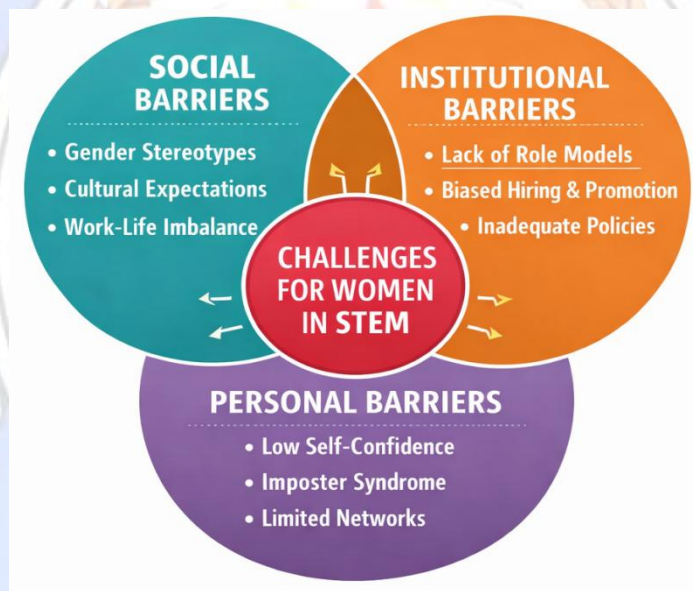 SOCIAL
BARRIERS
• Gender Stereotypes
• Cultural Expectations
• Work-Life Imbalance
INSTITUTIONAL
BARRIERS
• Lack of Role Models
• Biased Hiring & Promotion
• Inadequate Policies
CHALLENGES
FOR WOMEN
IN STEM
PERSONAL BARRIERS
• Low Self-Confidence
• Imposter Syndrome
• Limited Networks